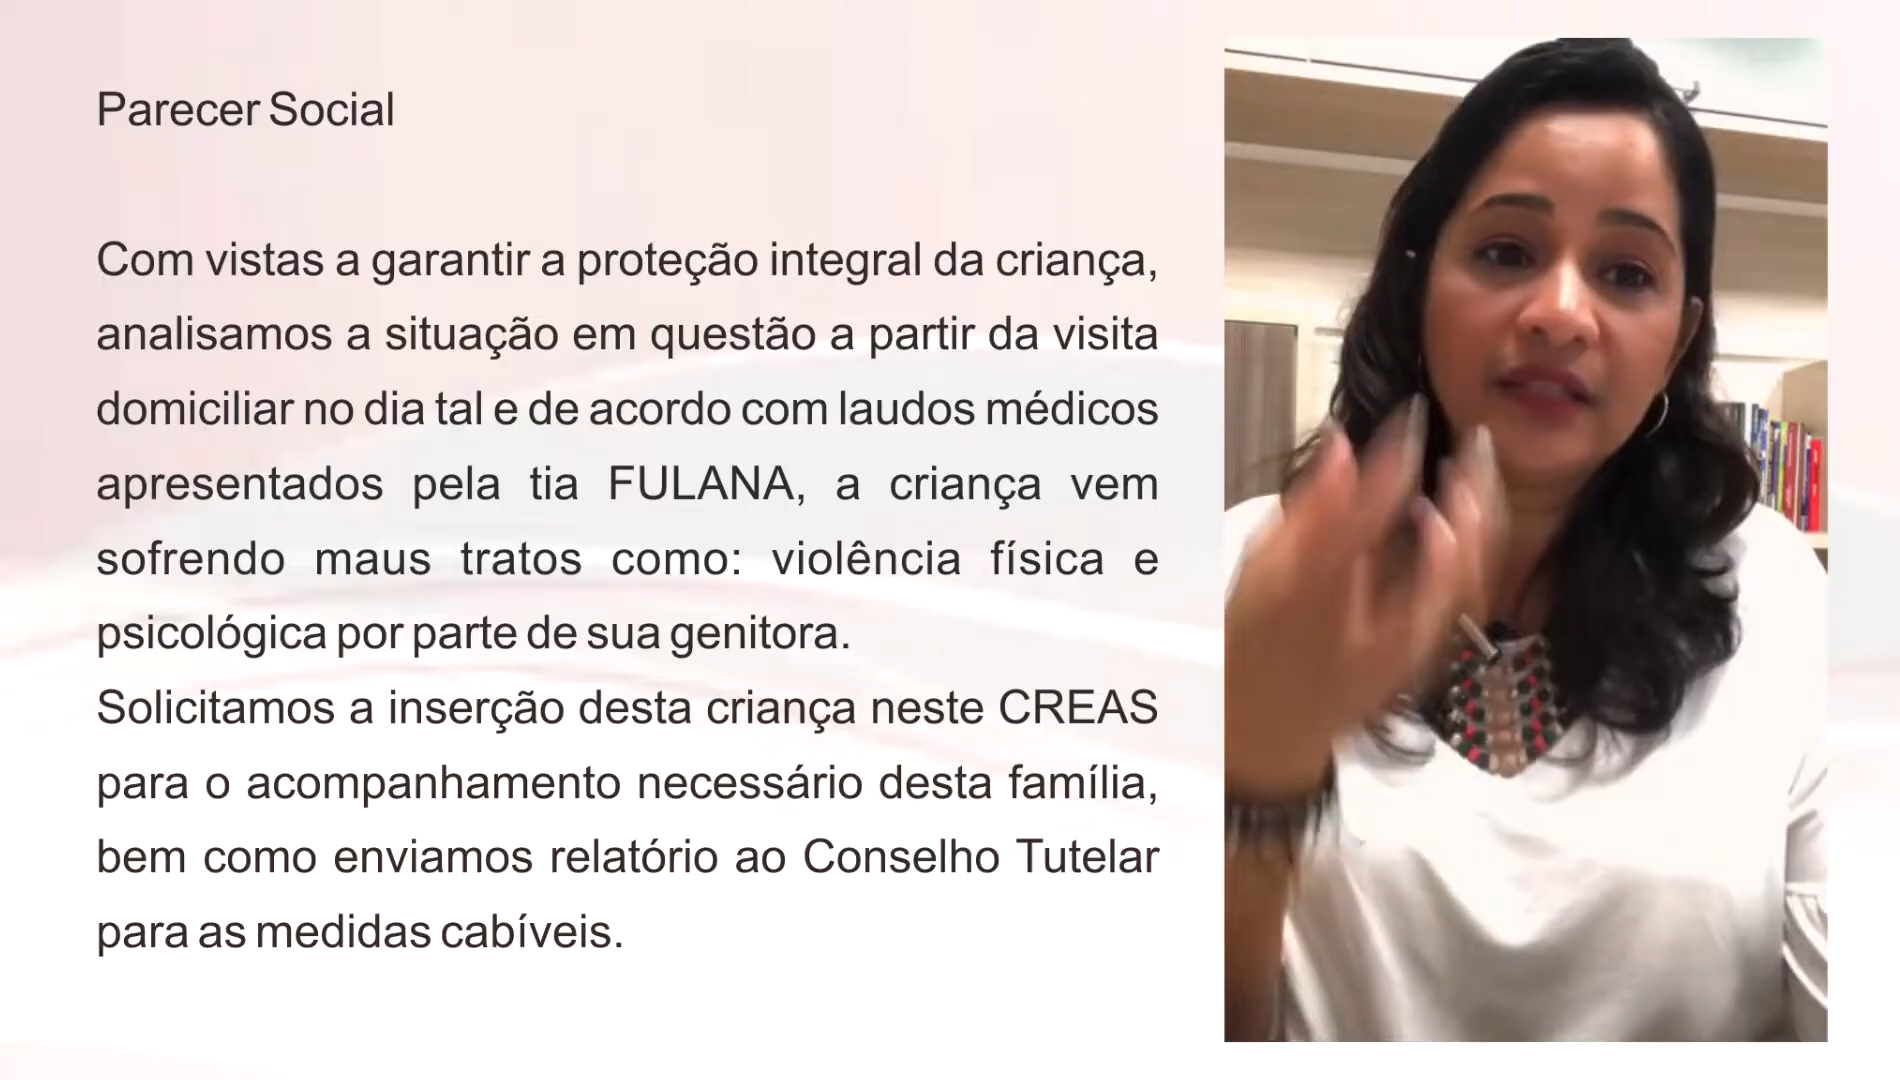 Parecer Social
Com vistas a garantir a proteção integral da criança,
analisamos a situação em questão a partir da visita
domiciliar no dia tal e de acordo com laudos médicos
apresentados pela tia FULANA, a criança vem
sofrendo maus tratos como: violência física e
psicológica por parte de sua genitora.
Solicitamos a inserção desta criança neste CREAS
para o acompanhamento necessário desta família,
bem como enviamos relatório ao Conselho Tutelar
para as medidas cabíveis.